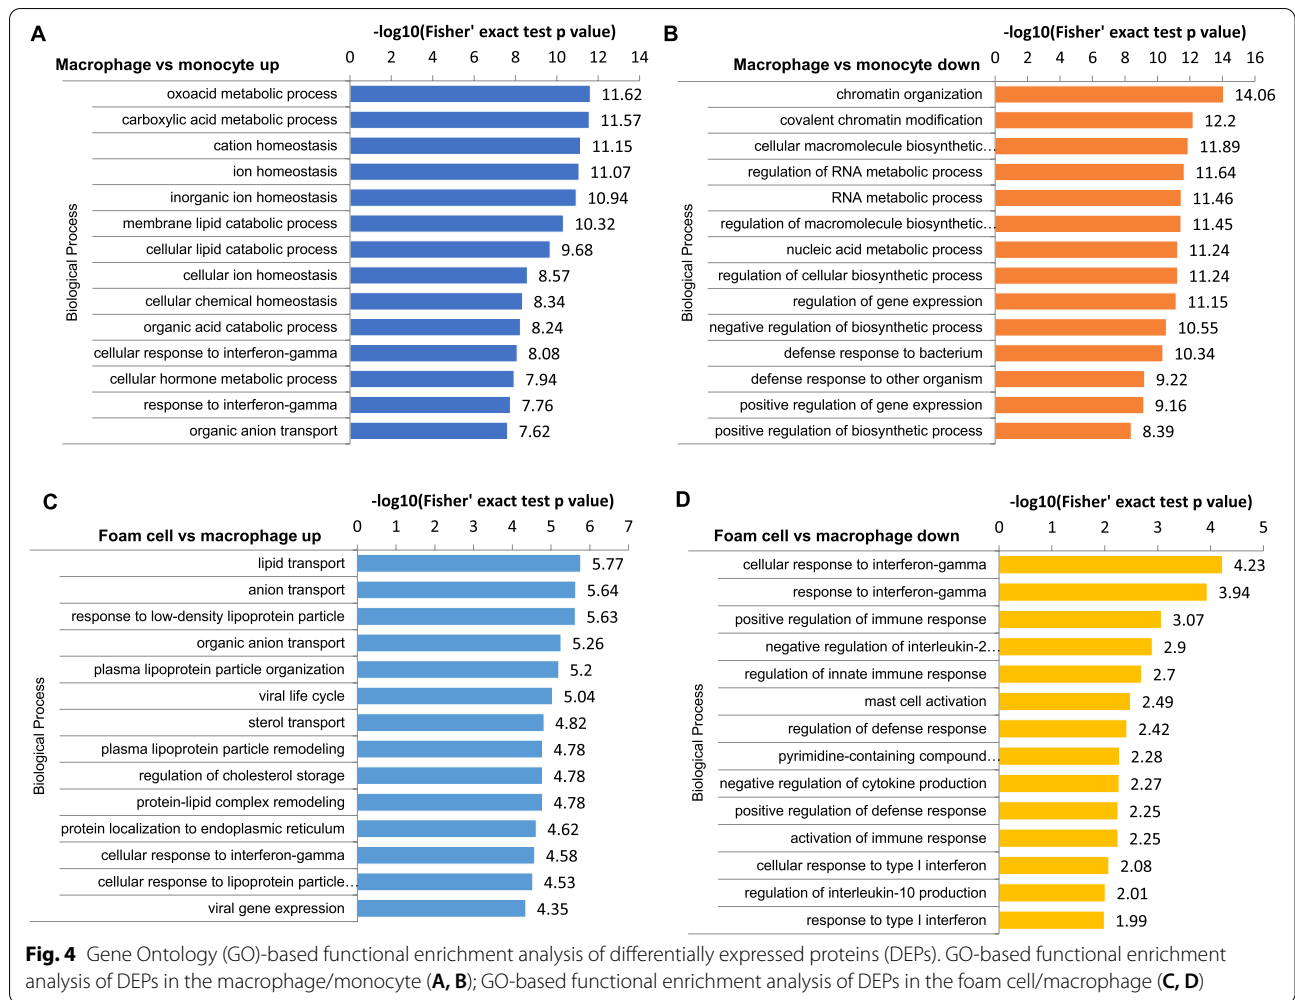 A
-log10(Fisher' exact test p value)
Macrophage vs monocyte up
0 2 4 6 8 10 12 14
Biological Process
oxoacid metabolic process 11.62
carboxylic acid metabolic process 11.57
cation homeostasis 11.15
ion homeostasis 11.07
inorganic ion homeostasis 10.94
membrane lipid catabolic process 10.32
cellular lipid catabolic process 9.68
cellular ion homeostasis 8.57
cellular chemical homeostasis 8.34
organic acid catabolic process 8.24
cellular response to interferon-gamma 8.08
cellular hormone metabolic process 7.94
response to interferon-gamma 7.76
organic anion transport 7.62
B
-log10(Fisher' exact test p value)
Macrophage vs monocyte down
0 2 4 6 8 10 12 14 16
Biological Process
chromatin organization 14.06
covalent chromatin modification 12.2
cellular macromolecule biosynthetic… 11.89
regulation of RNA metabolic process 11.64
RNA metabolic process 11.46
regulation of macromolecule biosynthetic… 11.45
nucleic acid metabolic process 11.24
regulation of cellular biosynthetic process 11.24
regulation of gene expression 11.15
negative regulation of biosynthetic process 10.55
defense response to bacterium 10.34
defense response to other organism 9.22
positive regulation of gene expression 9.16
positive regulation of biosynthetic process 8.39
C
-log10(Fisher' exact test p value)
Foam cell vs macrophage up
0 1 2 3 4 5 6 7
Biological Process
lipid transport 5.77
anion transport 5.64
response to low-density lipoprotein particle 5.63
organic anion transport 5.26
plasma lipoprotein particle organization 5.2
viral life cycle 5.04
sterol transport 4.82
plasma lipoprotein particle remodeling 4.78
regulation of cholesterol storage 4.78
protein-lipid complex remodeling 4.78
protein localization to endoplasmic reticulum 4.62
cellular response to interferon-gamma 4.58
cellular response to lipoprotein particle… 4.53
viral gene expression 4.35
D
-log10(Fisher' exact test p value)
Foam cell vs macrophage down
0 1 2 3 4 5
Biological Process
cellular response to interferon-gamma 4.23
response to interferon-gamma 3.94
positive regulation of immune response 3.07
negative regulation of interleukin-2… 2.9
regulation of innate immune response 2.7
mast cell activation 2.49
regulation of defense response 2.42
pyrimidine-containing compound… 2.28
negative regulation of cytokine production 2.27
positive regulation of defense response 2.25
activation of immune response 2.25
cellular response to type I interferon 2.08
regulation of interleukin-10 production 2.01
response to type I interferon 1.99
Fig. 4 Gene Ontology (GO)-based functional enrichment analysis of differentially expressed proteins (DEPs). GO-based functional enrichment
analysis of DEPs in the macrophage/monocyte (A, B); GO-based functional enrichment analysis of DEPs in the foam cell/macrophage (C, D)